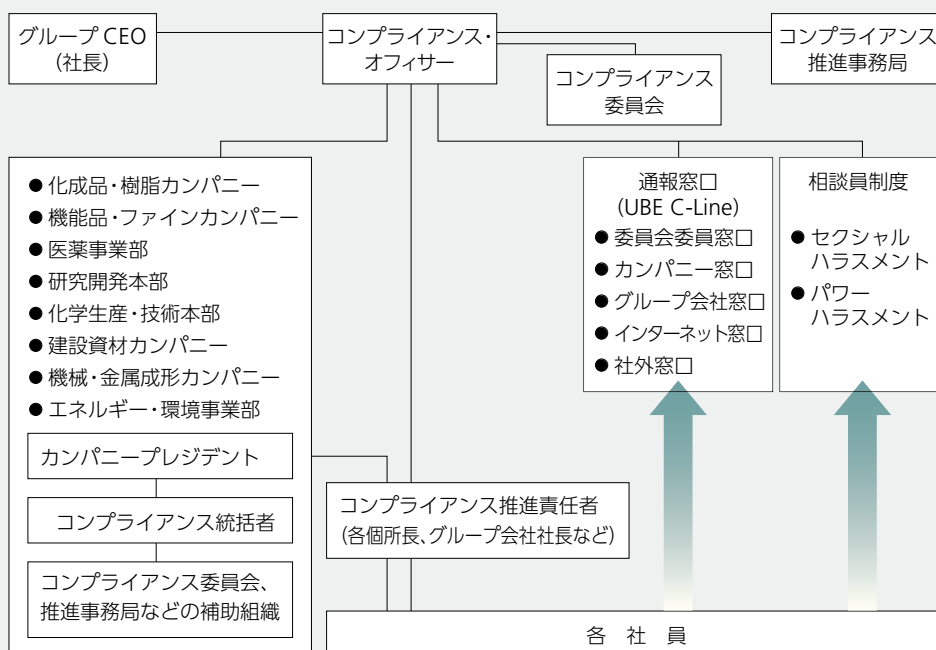 グループCEO
(社長)
コンプライアンス・
オフィサー
コンプライアンス
推進事務局
コンプライアンス
委員会
● 化成品・樹脂カンパニー
● 機能品・ファインカンパニー
● 医薬事業部
● 研究開発本部
● 化学生産・技術本部
● 建設資材カンパニー
● 機械・金属成形カンパニー
● エネルギー・環境事業部
カンパニープレジデント
コンプライアンス統括者
コンプライアンス委員会、
推進事務局などの補助組織
コンプライアンス推進責任者
(各個所長、グループ会社社長など)
通報窓口
(UBE C-Line)
● 委員会委員窓口
● カンパニー窓口
● グループ会社窓口
● インターネット窓口
● 社外窓口
相談員制度
● セクシャル
ハラスメント
● パワー
ハラスメント
各 社 員